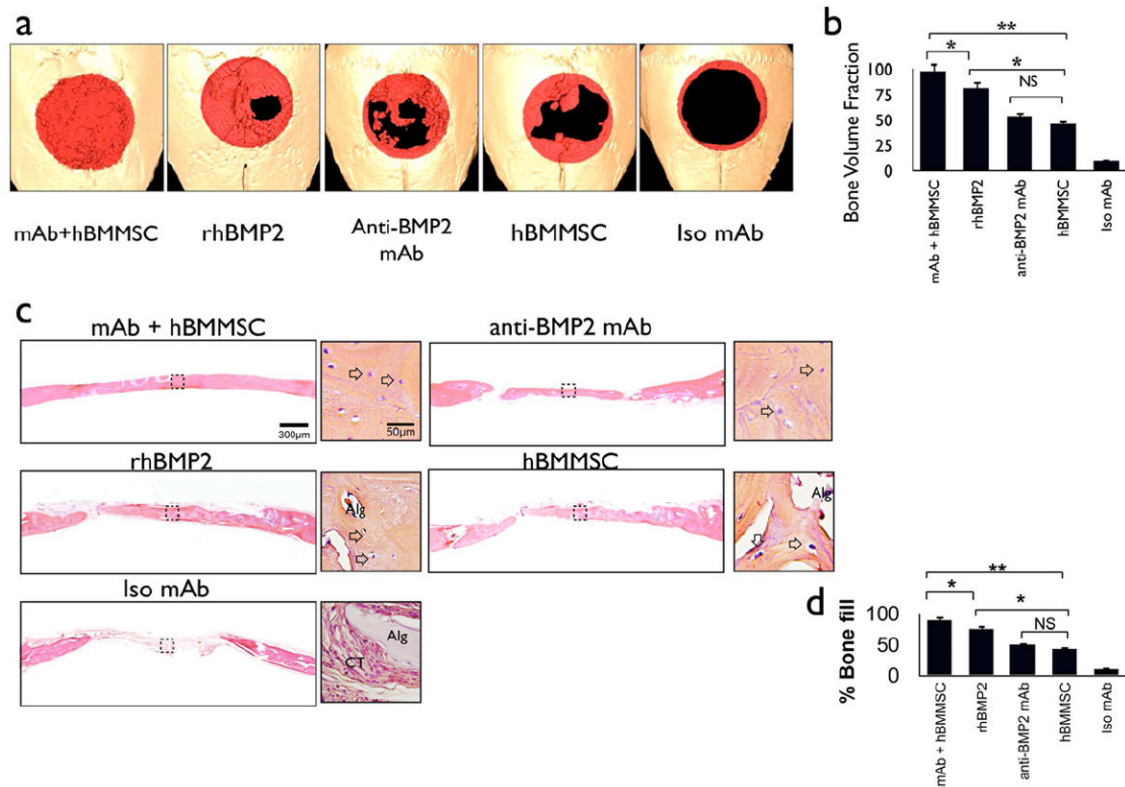 a
mAb+hBMMSC
rhBMP2
Anti-BMP2
mAb
hBMMSC
Iso mAb
b
**
*
*
NS
Bone Volume Fraction
100
75
50
25
0
mAb + hBMMSC
rhBMP2
anti-BMP2 mAb
hBMMSC
Iso mAb
c
mAb + hBMMSC
300µm
50µm
anti-BMP2 mAb
rhBMP2
Alg
hBMMSC
Alg
Iso mAb
Alg
CT
d
**
*
*
NS
% Bone fill
100
50
0
mAb + hBMMSC
rhBMP2
anti-BMP2 mAb
hBMMSC
Iso mAb